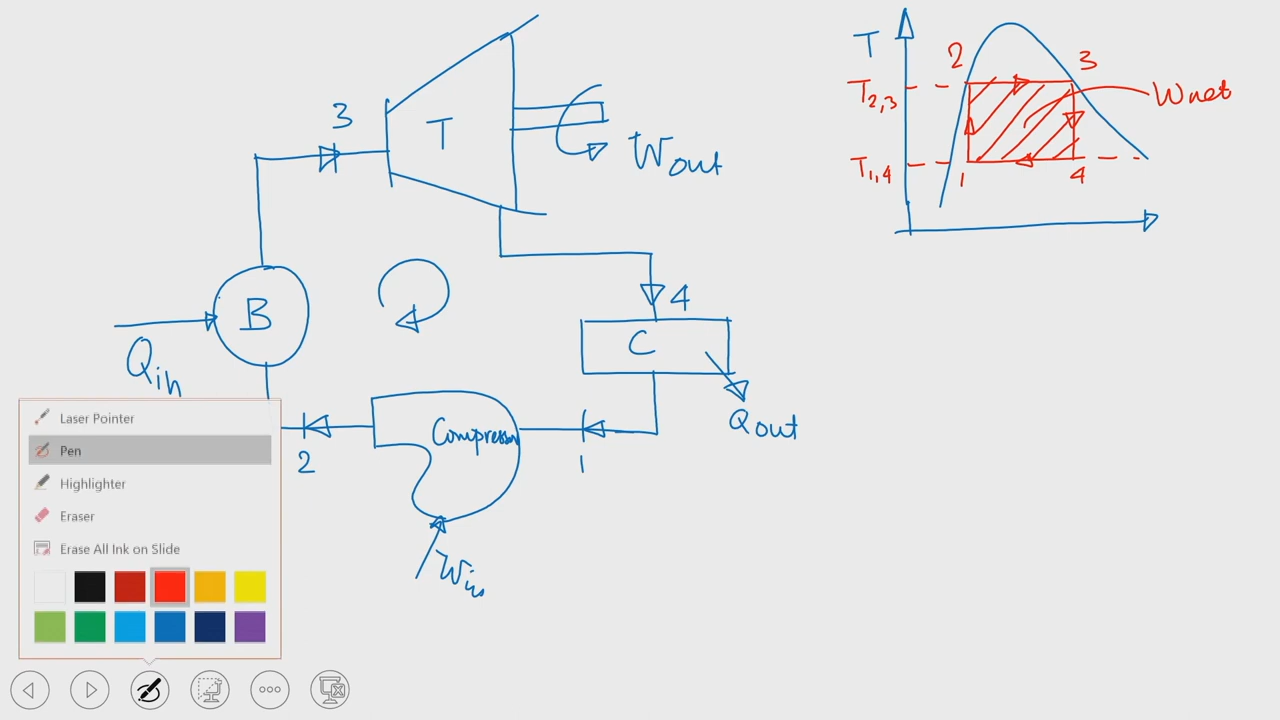 T
2
3
T2,3
Wnet
T1,4
1
4
3
T
Wout
B
Qin
4
C
Qout
Compressor
2
1
Win
Laser Pointer
Pen
Highlighter
Eraser
Erase All Ink on Slide